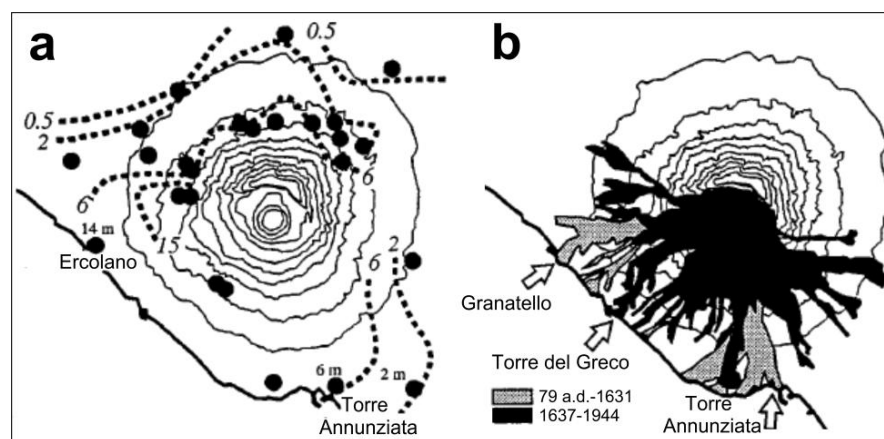 a
0.5
0.5
2
6
15
14 m
Ercolano
6
6
2
6 m
2 m
Torre
Annunziata
b
Granatello
Torre del Greco
79 a.d.-1631
1637-1944
Torre
Annunziata